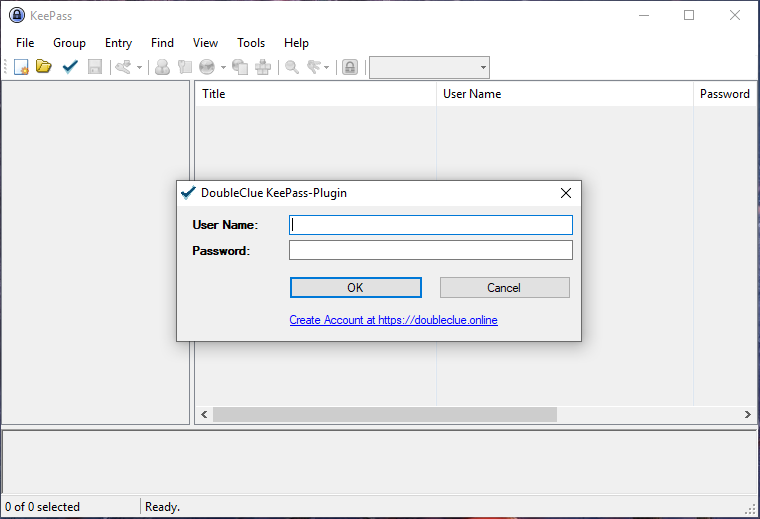 KeePass
File Group Entry Find View Tools Help
Title User Name Password
DoubleClue KeePass-Plugin
User Name:
Password:
OK Cancel
Create Account at https://doubleclue.online
0 of 0 selected Ready.